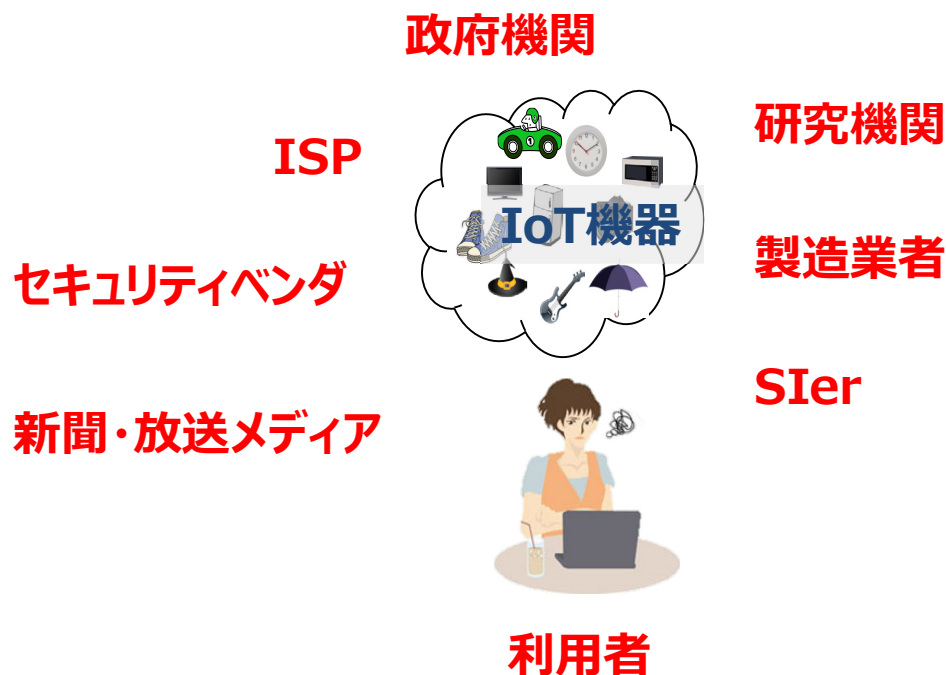 政府機関
研究機関
ISP
IoT機器
製造業者
セキュリティベンダ
SIer
新聞・放送メディア
利用者